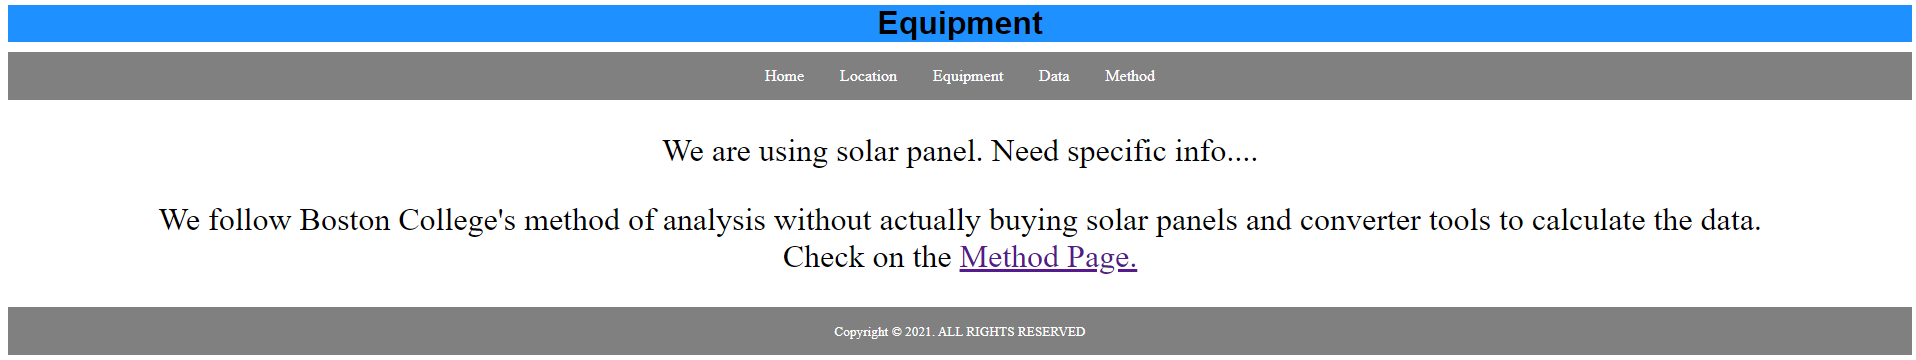 Equipment
Home Location Equipment Data Method
We are using solar panel. Need specific info....
We follow Boston College's method of analysis without actually buying solar panels and converter tools to calculate the data.
Check on the Method Page.
Copyright © 2021. ALL RIGHTS RESERVED